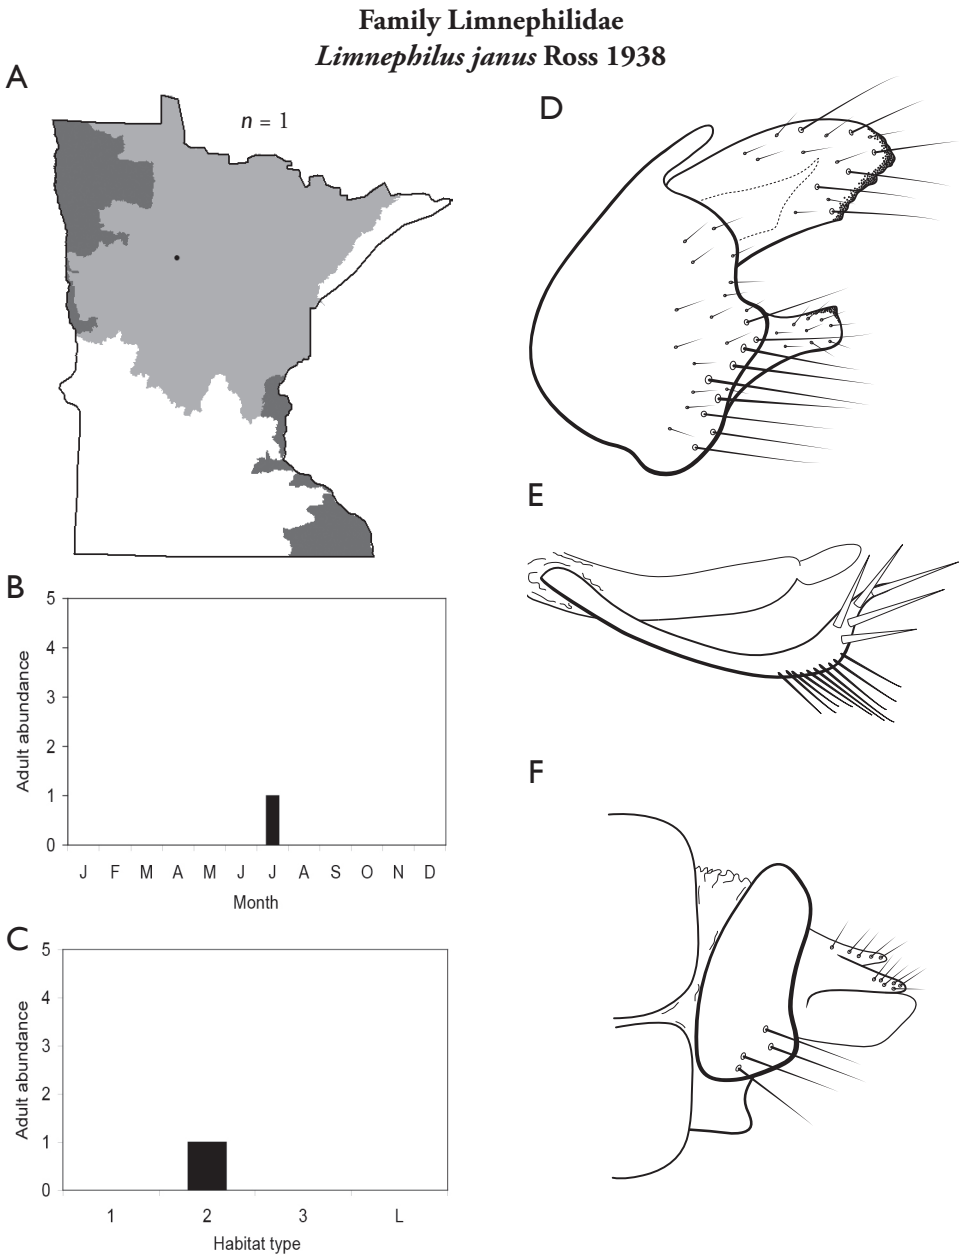 Family Limnephilidae
Limnephilus janus Ross 1938
A
n = 1
B
5
4
3
2
1
0
Adult abundance
J F M A M J J A S O N D
Month
C
5
4
3
2
1
0
Adult abundance
1 2 3 L
Habitat type
D
E
F